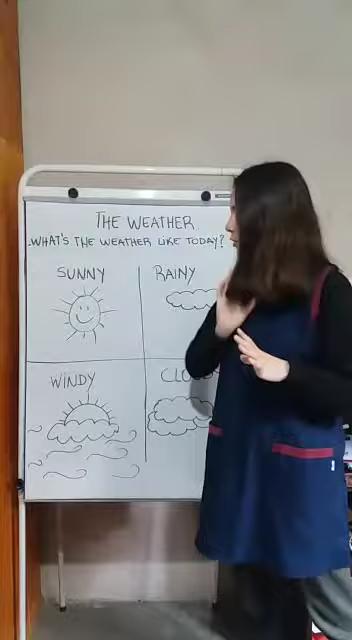 THE WEATHER
WHAT'S THE WEATHER LIKE TODAY?
SUNNY
RAINY
WINDY